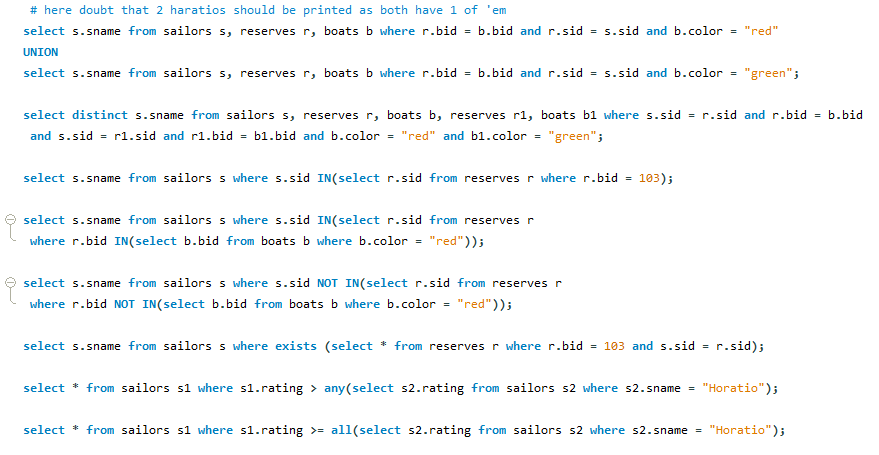 # here doubt that 2 haratios should be printed as both have 1 of 'em
select s.sname from sailors s, reserves r, boats b where r.bid = b.bid and r.sid = s.sid and b.color = "red"
UNION
select s.sname from sailors s, reserves r, boats b where r.bid = b.bid and r.sid = s.sid and b.color = "green";
select distinct s.sname from sailors s, reserves r, boats b, reserves r1, boats b1 where s.sid = r.sid and r.bid = b.bid
and s.sid = r1.sid and r1.bid = b1.bid and b.color = "red" and b1.color = "green";
select s.sname from sailors s where s.sid IN(select r.sid from reserves r where r.bid = 103);
select s.sname from sailors s where s.sid IN(select r.sid from reserves r
where r.bid IN(select b.bid from boats b where b.color = "red"));
select s.sname from sailors s where s.sid NOT IN(select r.sid from reserves r
where r.bid NOT IN(select b.bid from boats b where b.color = "red"));
select s.sname from sailors s where exists (select * from reserves r where r.bid = 103 and s.sid = r.sid);
select * from sailors s1 where s1.rating > any(select s2.rating from sailors s2 where s2.sname = "Horatio");
select * from sailors s1 where s1.rating >= all(select s2.rating from sailors s2 where s2.sname = "Horatio");